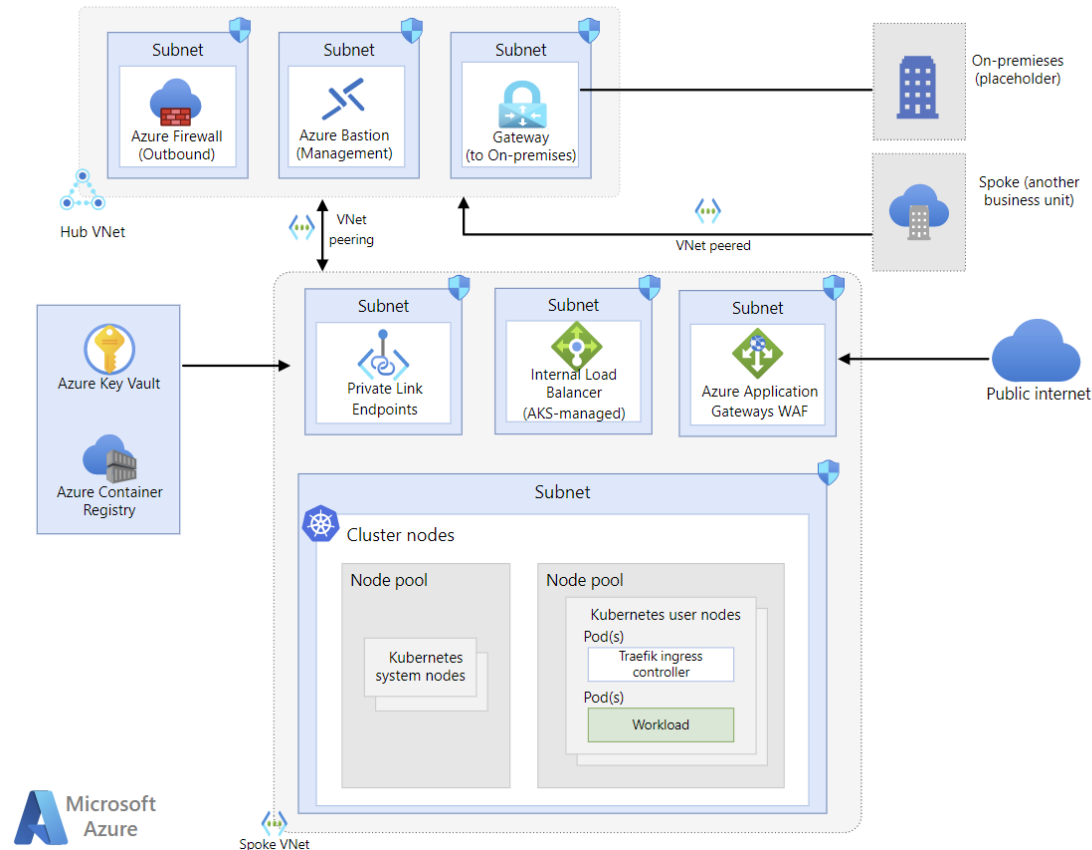 Subnet
Azure Firewall
(Outbound)
Subnet
Azure Bastion
(Management)
Subnet
Gateway
(to On-premises)
On-premieses
(placeholder)
Spoke (another
business unit)
Hub VNet
VNet
peering
VNet peered
Azure Key Vault
Azure Container
Registry
Subnet
Private Link
Endpoints
Subnet
Internal Load
Balancer
(AKS-managed)
Subnet
Azure Application
Gateways WAF
Public internet
Subnet
Cluster nodes
Node pool
Kubernetes
system nodes
Node pool
Kubernetes user nodes
Pod(s)
Traefik ingress
controller
Pod(s)
Workload
Microsoft
Azure
Spoke VNet